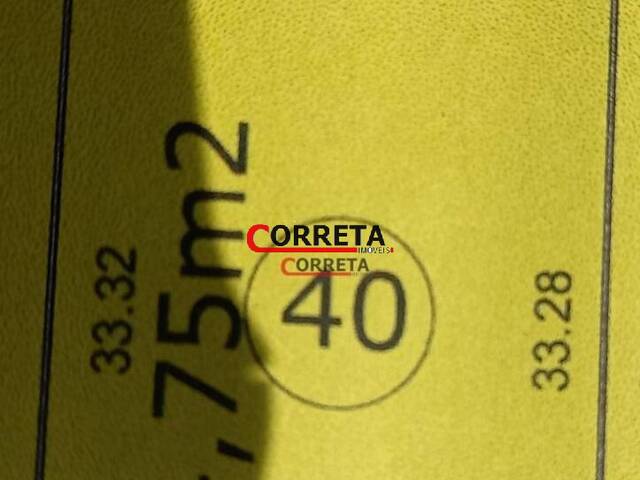 33.32
,75m2
CORRETA
IMÓVEIS
CORRETA
40
33.28